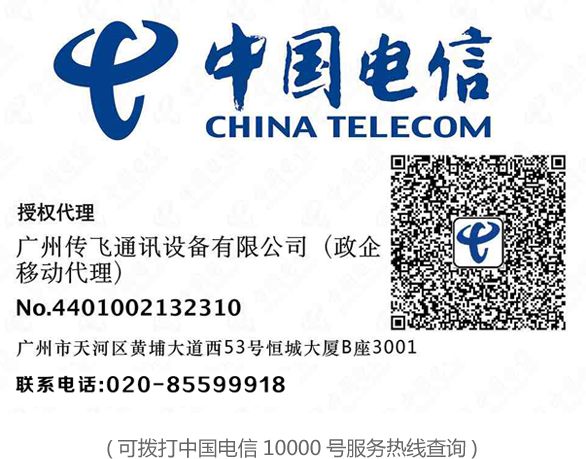 中国电信
CHINA TELECOM
授权代理
广州传飞通讯设备有限公司（政企
移动代理）
No.4401002132310
广州市天河区黄埔大道西53号恒城大厦B座3001
联系电话:020-85599918
(可拨打中国电信 10000 号服务热线查询)